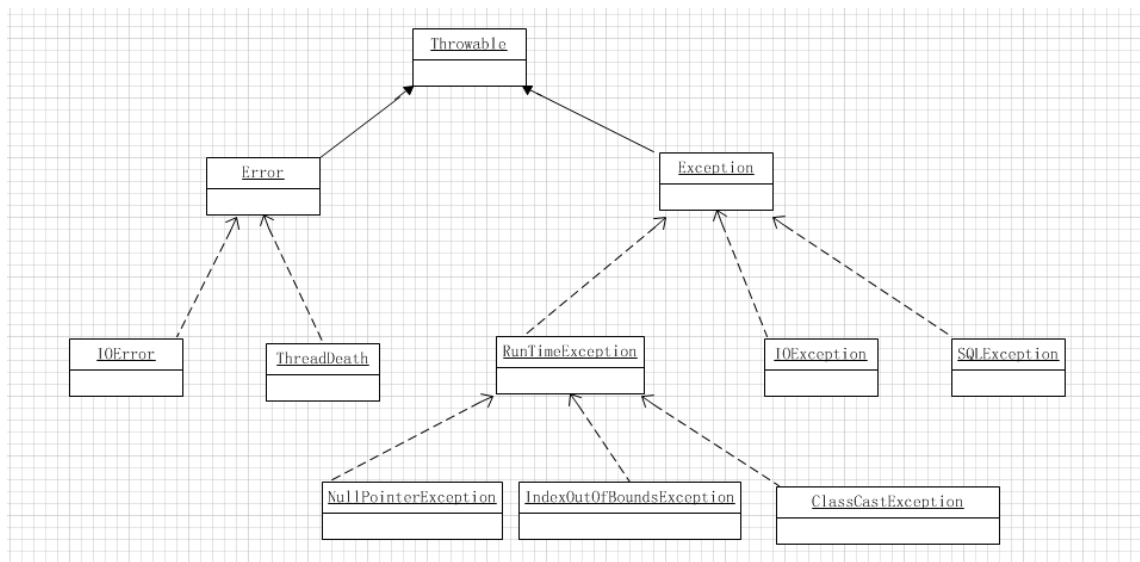 Throwable
Error
Exception
IOError
ThreadDeath
RunTimeException
IOException
SQLException
NullPointerException
IndexOutOfBoundsException
ClassCastException